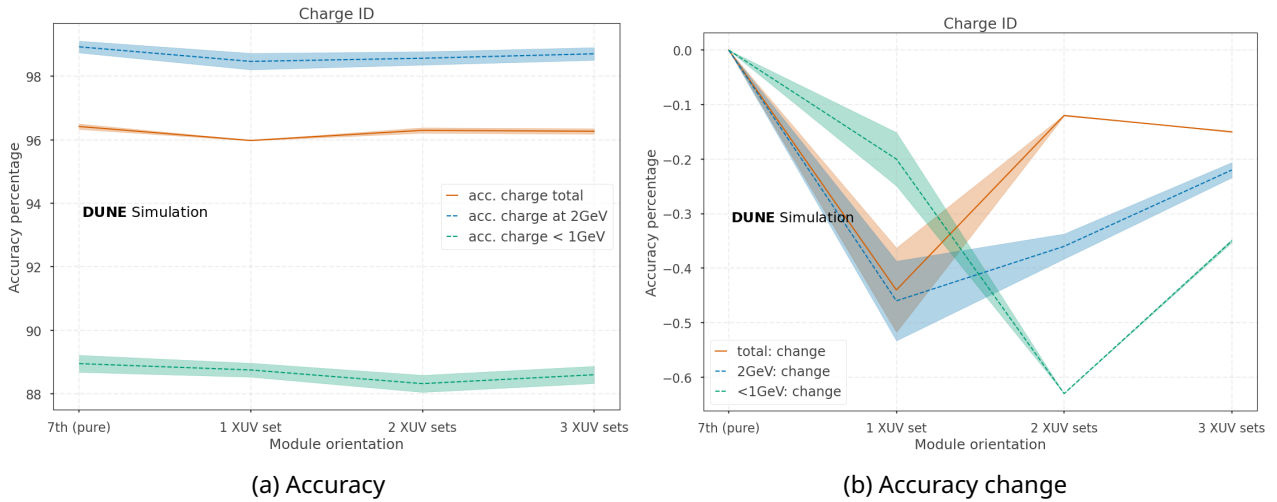 Charge ID
98
96
94
92
90
88
Accuracy percentage
DUNE Simulation
acc. charge total
acc. charge at 2GeV
acc. charge < 1GeV
7th (pure)
1 XUV set
2 XUV sets
3 XUV sets
Module orientation
(a) Accuracy
Charge ID
0.0
−0.1
−0.2
−0.3
−0.4
−0.5
−0.6
Accuracy percentage
DUNE Simulation
total: change
2GeV: change
<1GeV: change
7th (pure)
1 XUV set
2 XUV sets
3 XUV sets
Module orientation
(b) Accuracy change